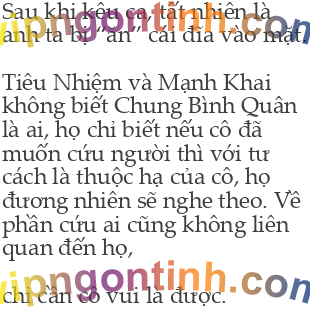 Sau khi kêu ca, tất nhiên là
anh ta bị “ăn” cái đĩa vào mặt.
vipngontinh.com
Tiêu Nhiệm và Mạnh Khai
không biết Chung Bình Quân
là ai, họ chỉ biết nếu cô đã
muốn cứu người thì với tư
cách là thuộc hạ của cô, họ
đương nhiên sẽ nghe theo. Về
phần cứu ai cũng không liên
quan đến họ,
vipngontinh.com
chỉ cần cô vui là được.